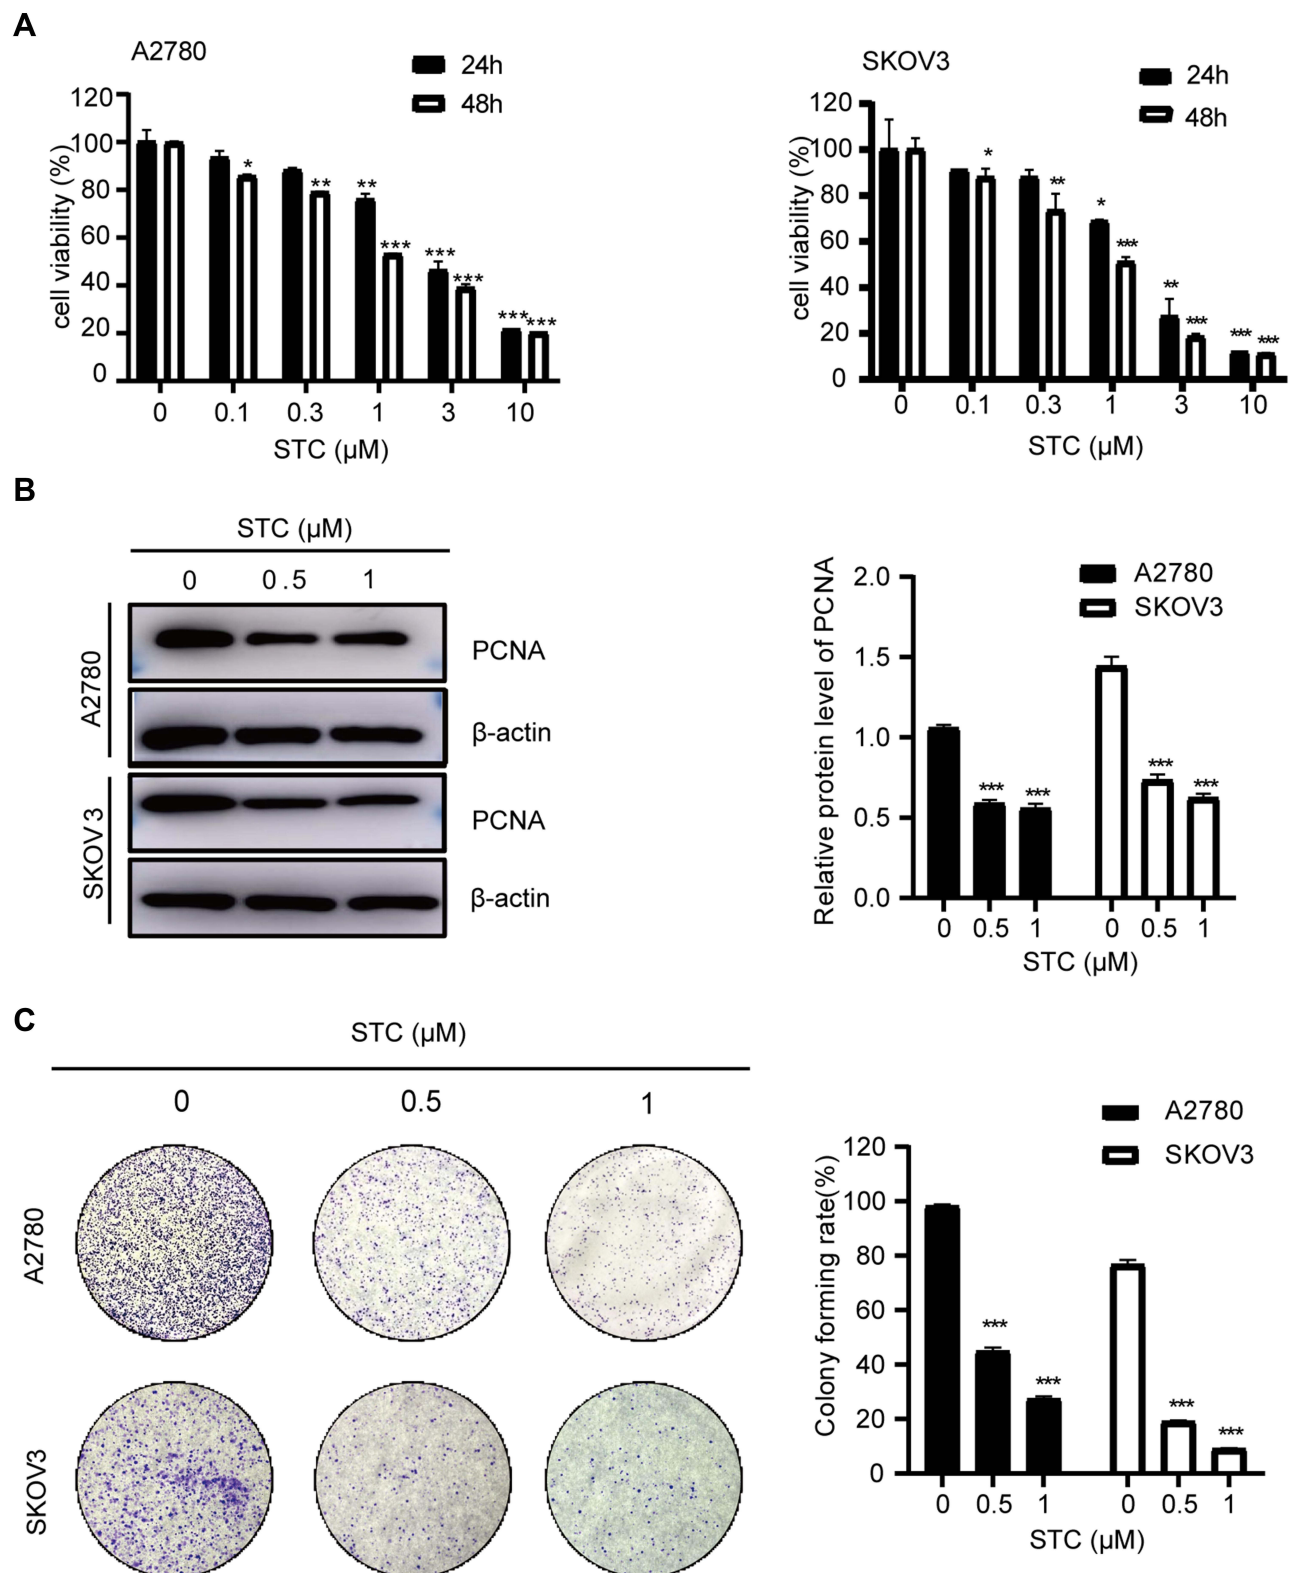 A
A2780
24h
48h
cell viability (%)
120
100
80
60
40
20
0
*
**
**
***
***
***
***
***
0 0.1 0.3 1 3 10
STC (μM)
SKOV3
24h
48h
cell viability (%)
120
100
80
60
40
20
0
*
**
*
***
**
***
***
***
0 0.1 0.3 1 3 10
STC (μM)
B
STC (μM)
0 0.5 1
A2780
PCNA
β-actin
SKOV3
PCNA
β-actin
A2780
SKOV3
Relative protein level of PCNA
2.0
1.5
1.0
0.5
0.0
*** *** *** ***
0 0.5 1 0 0.5 1
STC (μM)
C
STC (μM)
0 0.5 1
A2780
SKOV3
A2780
SKOV3
Colony forming rate(%)
120
100
80
60
40
20
0
*** *** *** ***
0 0.5 1 0 0.5 1
STC (μM)